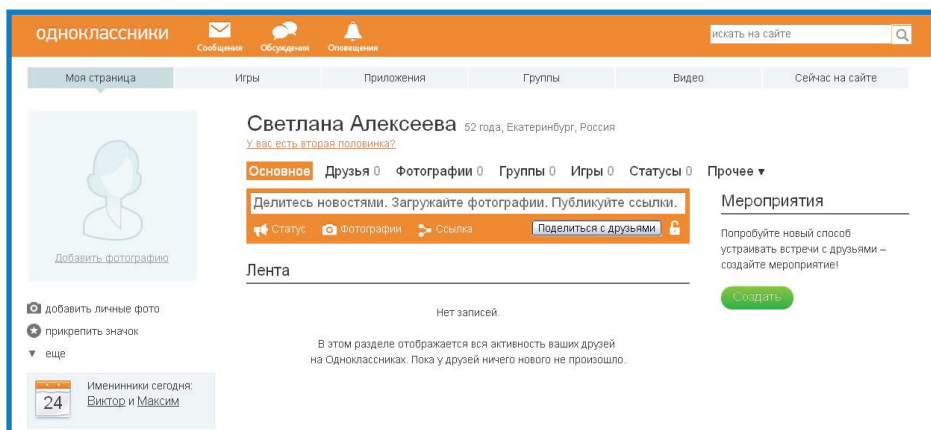 одноклассники
Сообщения Обсуждения Оповещения
искать на сайте
Моя страница Игры Приложения Группы Видео Сейчас на сайте
Светлана Алексеева 52 года, Екатеринбург, Россия
У вас есть вторая половинка?
Основное Друзья 0 Фотографии 0 Группы 0 Игры 0 Статусы 0 Прочее ▾
Делитесь новостями. Загружайте фотографии. Публикуйте ссылки.
Статус Фотографии Ссылка Поделиться с друзьями
Мероприятия
Попробуйте новый способ
устраивать встречи с друзьями –
создайте мероприятие!
Создать
Добавить фотографию
Лента
Нет записей.
В этом разделе отображается вся активность ваших друзей
на Одноклассниках. Пока у друзей ничего нового не произошло.
добавить личные фото
прикрепить значок
▾ еще
24
Именинники сегодня:
Виктор и Максим